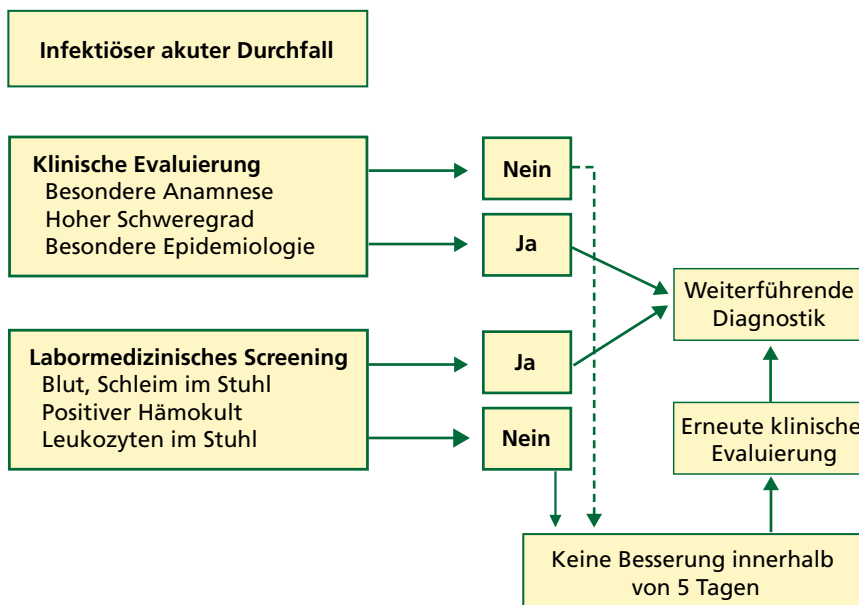 Infektiöser akuter Durchfall
Klinische Evaluierung
Besondere Anamnese
Hoher Schweregrad
Besondere Epidemiologie
Nein
Ja
Weiterführende
Diagnostik
Labormedizinisches Screening
Blut, Schleim im Stuhl
Positiver Hämokult
Leukozyten im Stuhl
Ja
Nein
Erneute klinische
Evaluierung
Keine Besserung innerhalb
von 5 Tagen